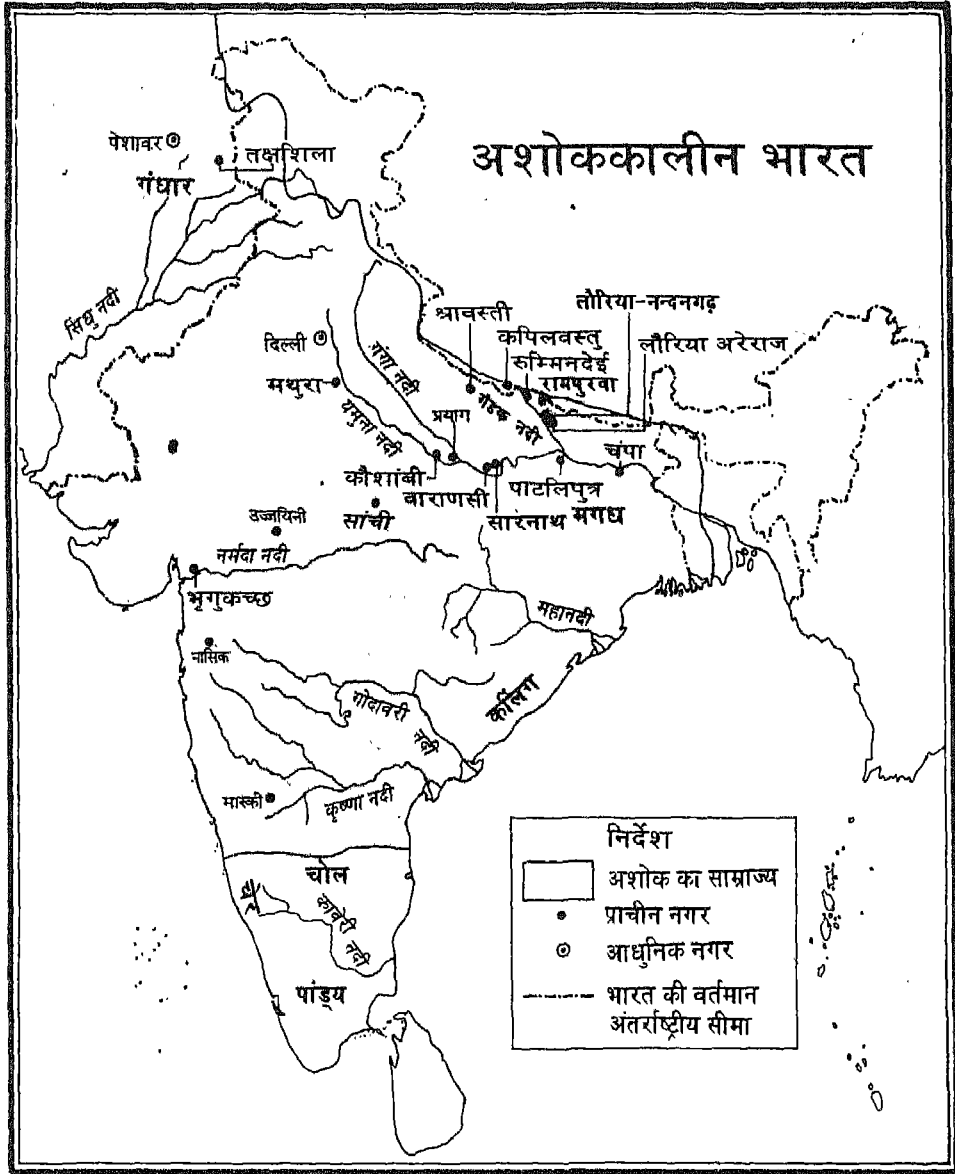 अशोककालीन भारत
पेशावर
तक्षशिला
गंधार
सिंधु नदी
दिल्ली
मथुरा
गंगा नदी
यमुना नदी
श्रावस्ती
कपिलवस्तु
रुम्मिनदेई
रामपुरवा
लौरिया-नन्दनगढ़
लौरिया अरेराज
गंडक नदी
प्रयाग
कौशांबी
वाराणसी
सारनाथ
पाटलिपुत्र
मगध
चंपा
सांची
उज्जयिनी
नर्मदा नदी
भृगुकच्छ
नासिक
महानदी
गोदावरी नदी
कलिंग
मास्की
कृष्णा नदी
चोल
चेर
कावेरी नदी
पांड्य
निर्देश
अशोक का साम्राज्य
प्राचीन नगर
आधुनिक नगर
भारत की वर्तमान
अंतर्राष्ट्रीय सीमा